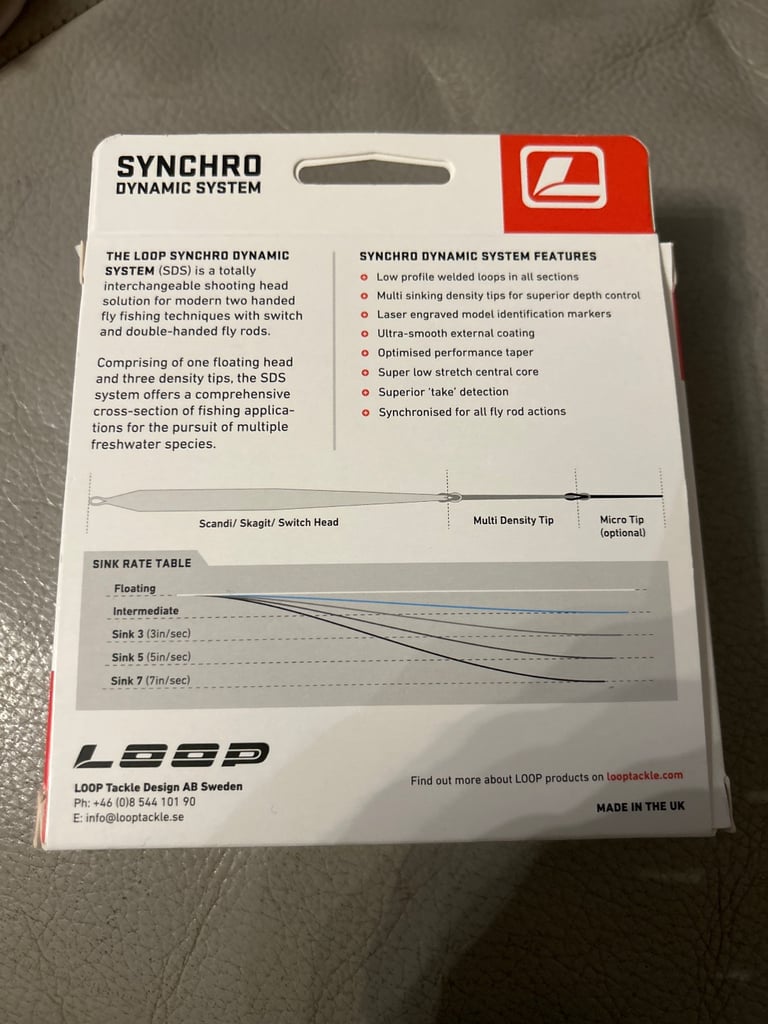 SYNCHRO
DYNAMIC SYSTEM
THE LOOP SYNCHRO DYNAMIC
SYSTEM (SDS) is a totally
interchangeable shooting head
solution for modern two handed
fly fishing techniques with switch
and double-handed fly rods.
Comprising of one floating head
and three density tips, the SDS
system offers a comprehensive
cross-section of fishing applica-
tions for the pursuit of multiple
freshwater species.
SYNCHRO DYNAMIC SYSTEM FEATURES
Low profile welded loops in all sections
Multi sinking density tips for superior depth control
Laser engraved model identification markers
Ultra-smooth external coating
Optimised performance taper
Super low stretch central core
Superior 'take' detection
Synchronised for all fly rod actions
Scandi/ Skagit/ Switch Head
Multi Density Tip
Micro Tip
(optional)
SINK RATE TABLE
Floating
Intermediate
Sink 3 (3in/sec)
Sink 5 (5in/sec)
Sink 7 (7in/sec)
LOOP
LOOP Tackle Design AB Sweden
Ph: +46 (0)8 544 101 90
E: info@looptackle.se
Find out more about LOOP products on looptackle.com
MADE IN THE UK